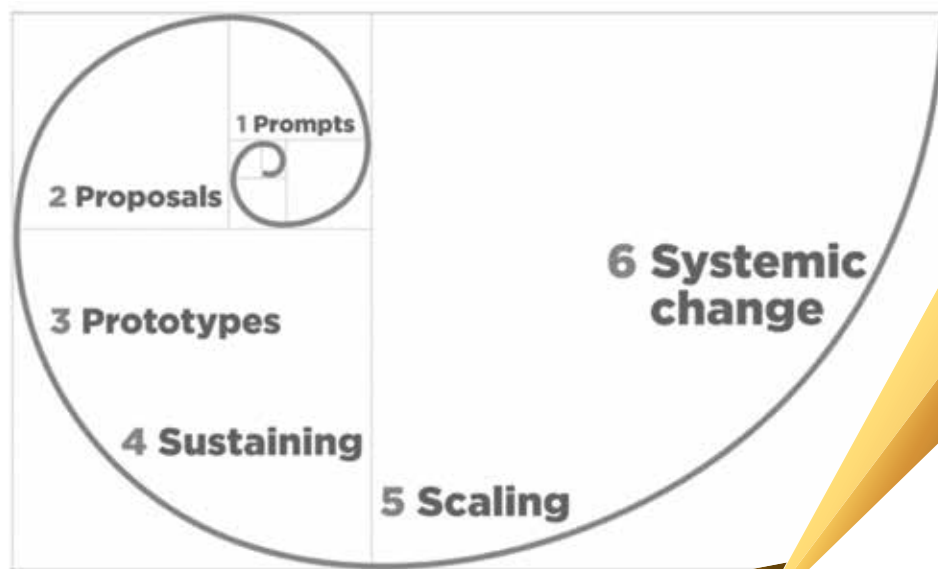 1 Prompts
2 Proposals
3 Prototypes
4 Sustaining
5 Scaling
6 Systemic
change